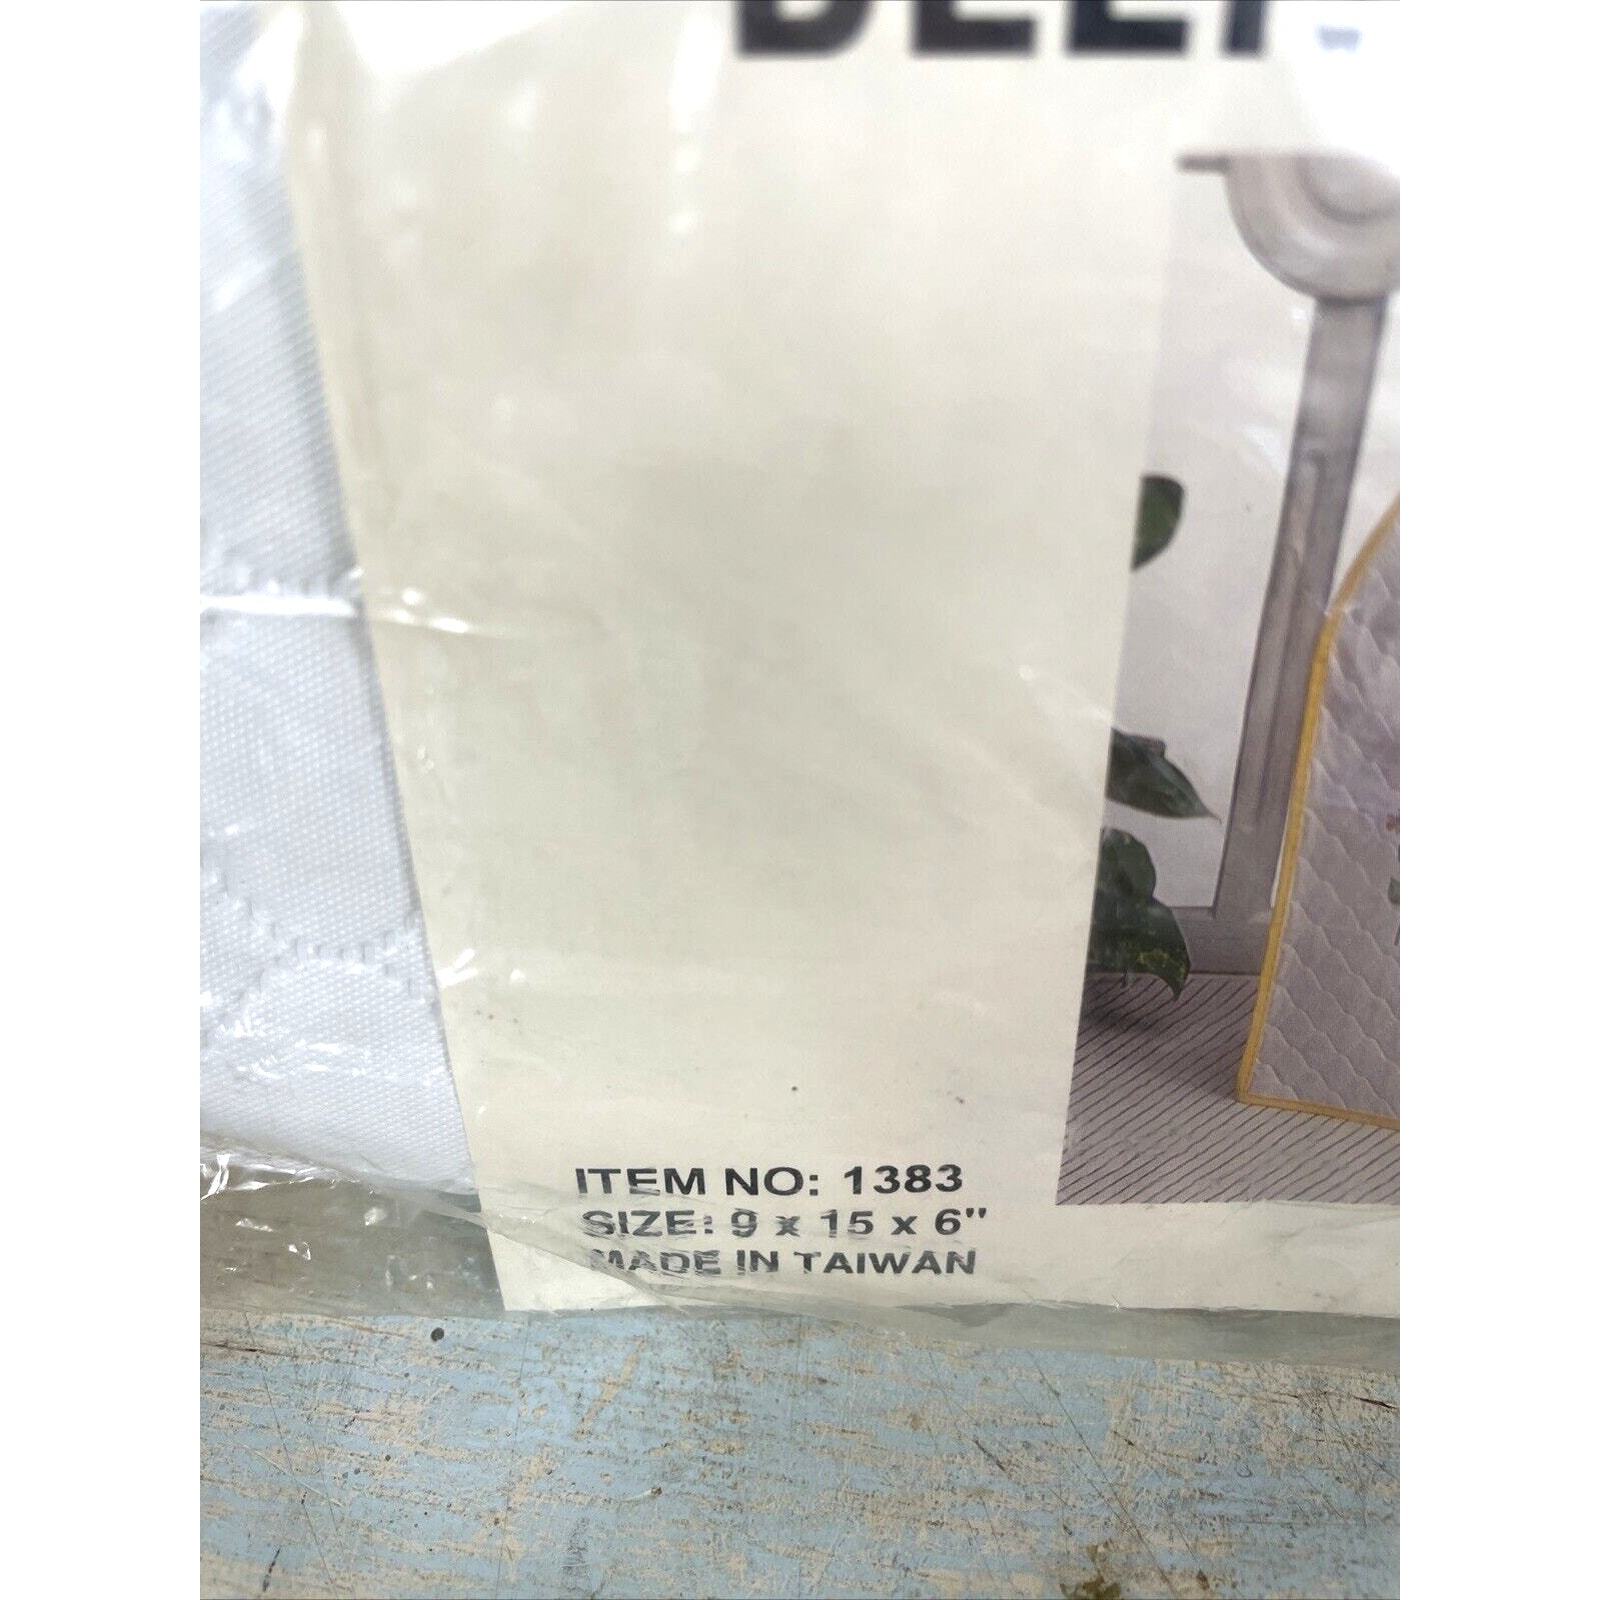 ITEM NO: 1383
SIZE: 9 x 15 x 6"
MADE IN TAIWAN